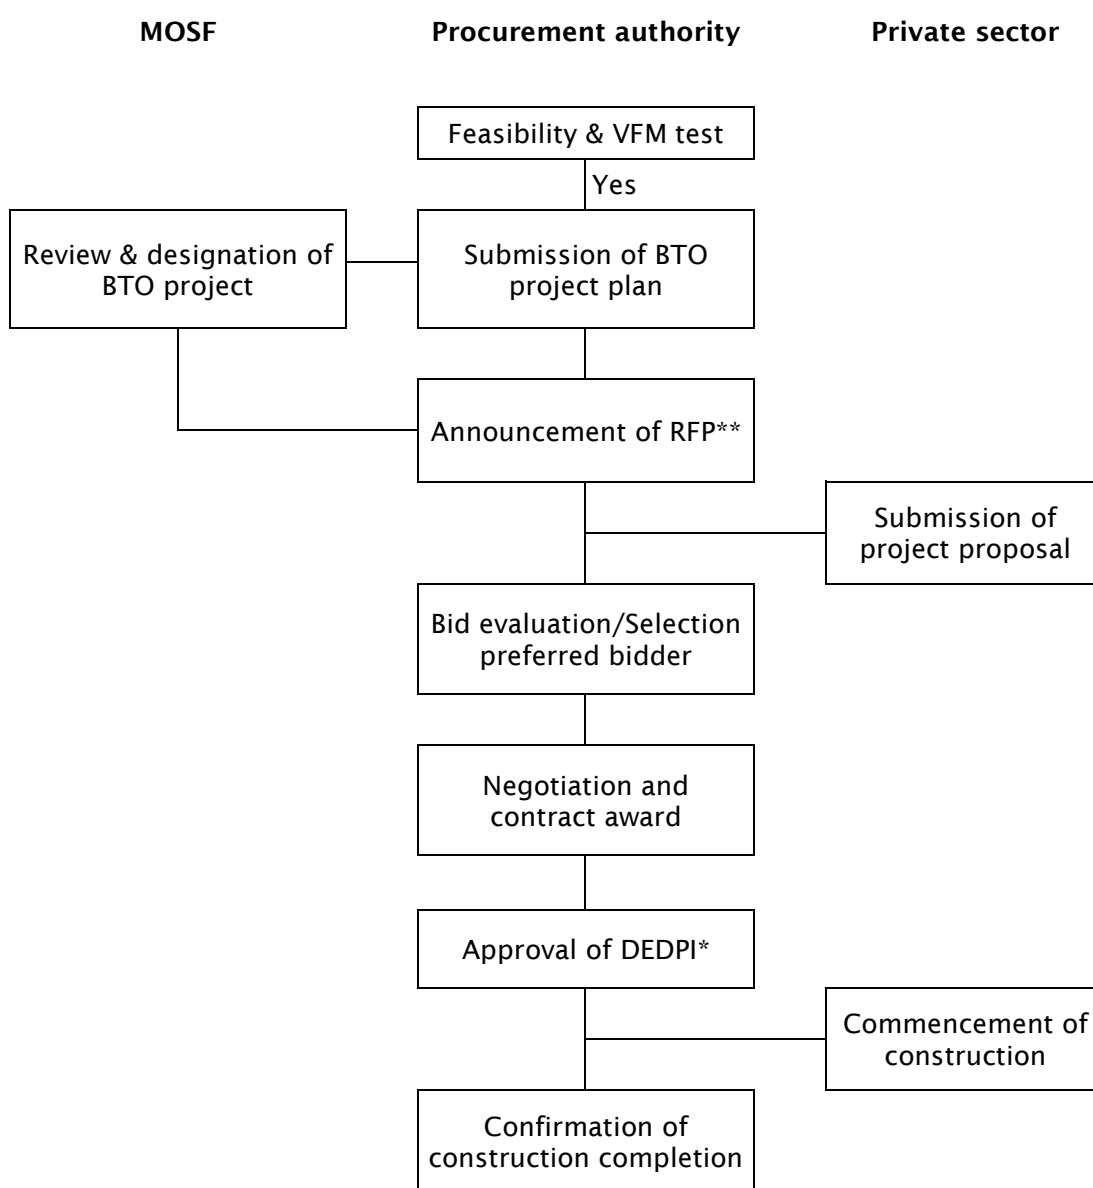 MOSF
Procurement authority
Private sector
Feasibility & VFM test
Yes
Review & designation of
BTO project
Submission of BTO
project plan
Announcement of RFP**
Submission of
project proposal
Bid evaluation/Selection
preferred bidder
Negotiation and
contract award
Approval of DEDPI*
Commencement of
construction
Confirmation of
construction completion